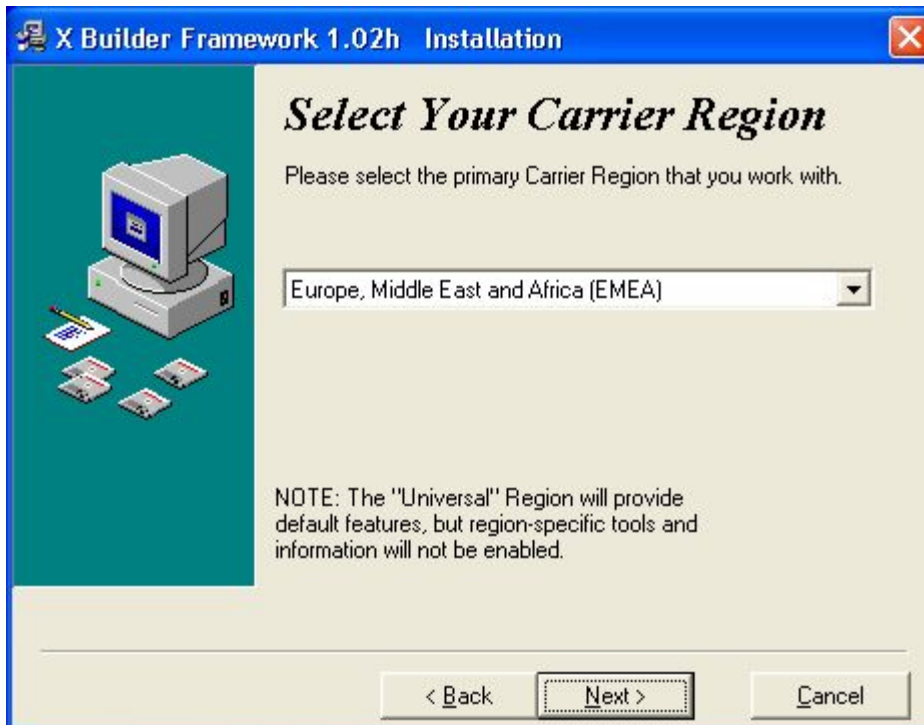 X Builder Framework 1.02h Installation
Select Your Carrier Region
Please select the primary Carrier Region that you work with.
Europe, Middle East and Africa (EMEA)
NOTE: The "Universal" Region will provide
default features, but region-specific tools and
information will not be enabled.
< Back Next > Cancel